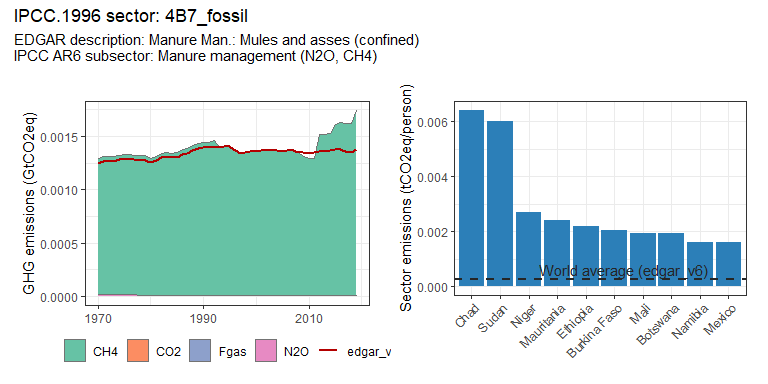 IPCC.1996 sector: 4B7_fossil
EDGAR description: Manure Man.: Mules and asses (confined)
IPCC AR6 subsector: Manure management (N2O, CH4)
GHG emissions (GtCO2eq)
0.0015
0.0010
0.0005
0.0000
1970
1990
2010
CH4
CO2
Fgas
N2O
edgar_v
Sector emissions (tCO2eq/person)
0.006
0.004
0.002
0.000
World average (edgar_v6)
Chad
Sudan
Niger
Mauritania
Ethiopia
Burkina Faso
Mali
Botswana
Namibia
Mexico